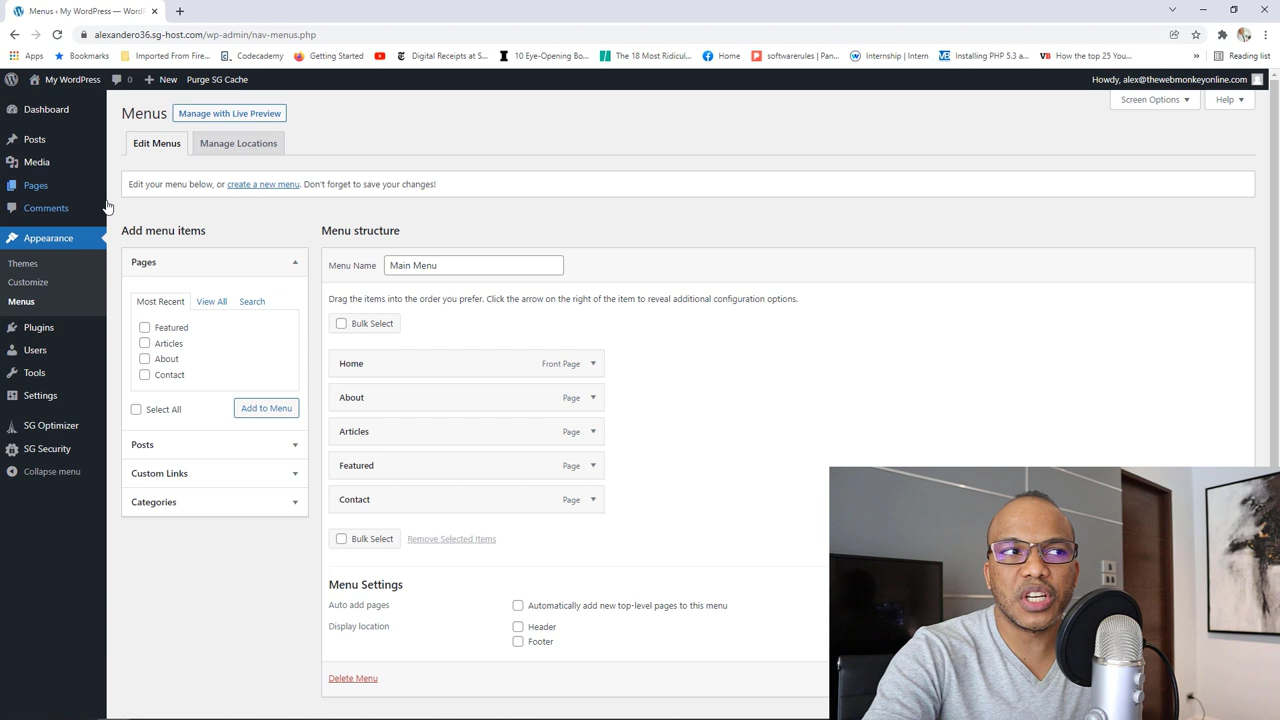 Menus ‹ My WordPress
alexandero36.sg-host.com/wp-admin/nav-menus.php
Apps
Bookmarks
Imported From Fire...
Codecademy
Getting Started
Digital Receipts at S...
10 Eye-Opening Bo...
The 18 Most Ridicul...
Home
softwarerules | Pan...
Internship | Intern
Installing PHP 5.3 a...
How the top 25 You...
»
Reading list
My WordPress
0
New
Purge SG Cache
Howdy, alex@thewebmonkeyonline.com
Dashboard
Posts
Media
Pages
Comments
Appearance
Themes
Customize
Menus
Plugins
Users
Tools
Settings
SG Optimizer
SG Security
Collapse menu
Screen Options
Help
Menus
Manage with Live Preview
Edit Menus
Manage Locations
Edit your menu below, or create a new menu. Don't forget to save your changes!
Add menu items
Pages
Most Recent
View All
Search
Featured
Articles
About
Contact
Select All
Add to Menu
Posts
Custom Links
Categories
Menu structure
Menu Name
Main Menu
Drag the items into the order you prefer. Click the arrow on the right of the item to reveal additional configuration options.
Bulk Select
Home Front Page
About Page
Articles Page
Featured Page
Contact Page
Bulk Select
Remove Selected Items
Menu Settings
Auto add pages
Automatically add new top-level pages to this menu
Display location
Header
Footer
Delete Menu